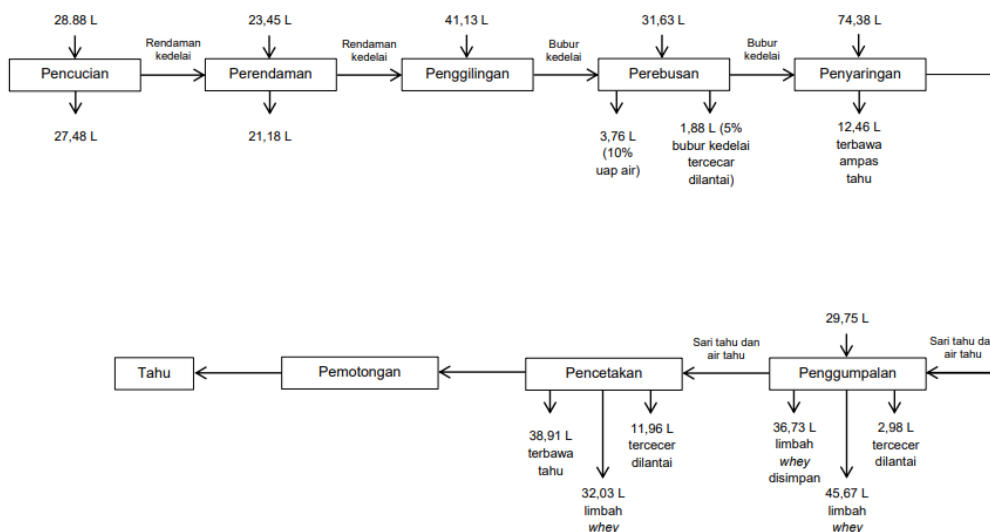 28.88 L
23,45 L
41,13 L
31,63 L
74,38 L
Rendaman
kedelai
Rendaman
kedelai
Bubur
kedelai
Bubur
kedelai
Pencucian
Perendaman
Penggilingan
Perebusan
Penyaringan
27,48 L
21,18 L
3,76 L
(10%
uap air)
1,88 L (5%
bubur kedelai
tercecar
dilantai)
12,46 L
terbawa
ampas
tahu
29,75 L
Sari tahu dan
air tahu
Sari tahu da
air tahu
Tahu
Pemotongan
Pencetakan
Penggumpalan
38,91 L
terbawa
tahu
11,96 L
tercecer
dilantai
36,73 L
limbah
whey
disimpan
2,98 L
tercecer
dilantai
32,03 L
limbah
whey
45,67 L
limbah
whey